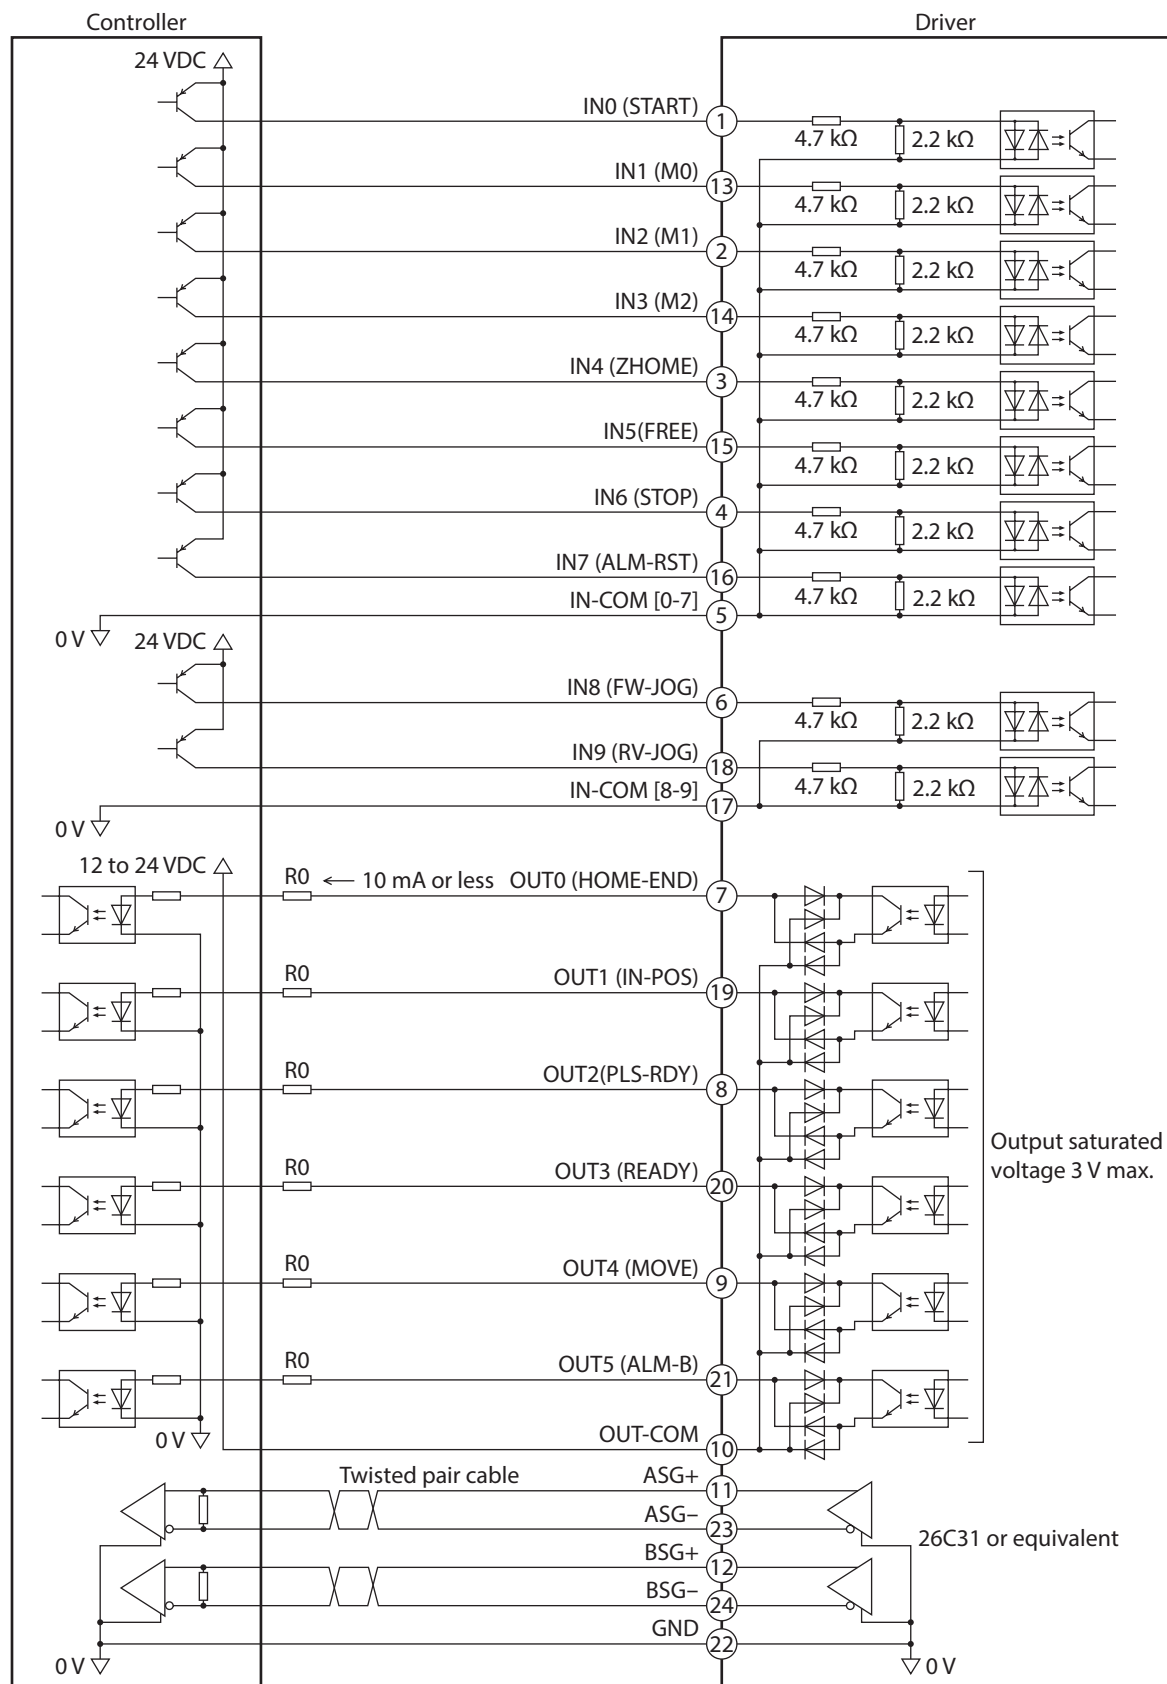 Controller
Driver
24 VDC
IN0 (START)
1
4.7 kΩ
2.2 kΩ
IN1 (M0)
13
4.7 kΩ
2.2 kΩ
IN2 (M1)
2
4.7 kΩ
2.2 kΩ
IN3 (M2)
14
4.7 kΩ
2.2 kΩ
IN4 (ZHOME)
3
4.7 kΩ
2.2 kΩ
IN5(FREE)
15
4.7 kΩ
2.2 kΩ
IN6 (STOP)
4
4.7 kΩ
2.2 kΩ
IN7 (ALM-RST)
16
4.7 kΩ
2.2 kΩ
IN-COM [0-7]
5
0 V
24 VDC
IN8 (FW-JOG)
6
4.7 kΩ
2.2 kΩ
IN9 (RV-JOG)
18
4.7 kΩ
2.2 kΩ
IN-COM [8-9]
17
0 V
12 to 24 VDC
R0
10 mA or less
OUT0 (HOME-END)
7
R0
OUT1 (IN-POS)
19
R0
OUT2(PLS-RDY)
8
Output saturated
voltage 3 V max.
R0
OUT3 (READY)
20
R0
OUT4 (MOVE)
9
R0
OUT5 (ALM-B)
21
0 V
OUT-COM
10
Twisted pair cable
ASG+
11
ASG–
23
26C31 or equivalent
BSG+
12
BSG–
24
GND
22
0 V
0 V